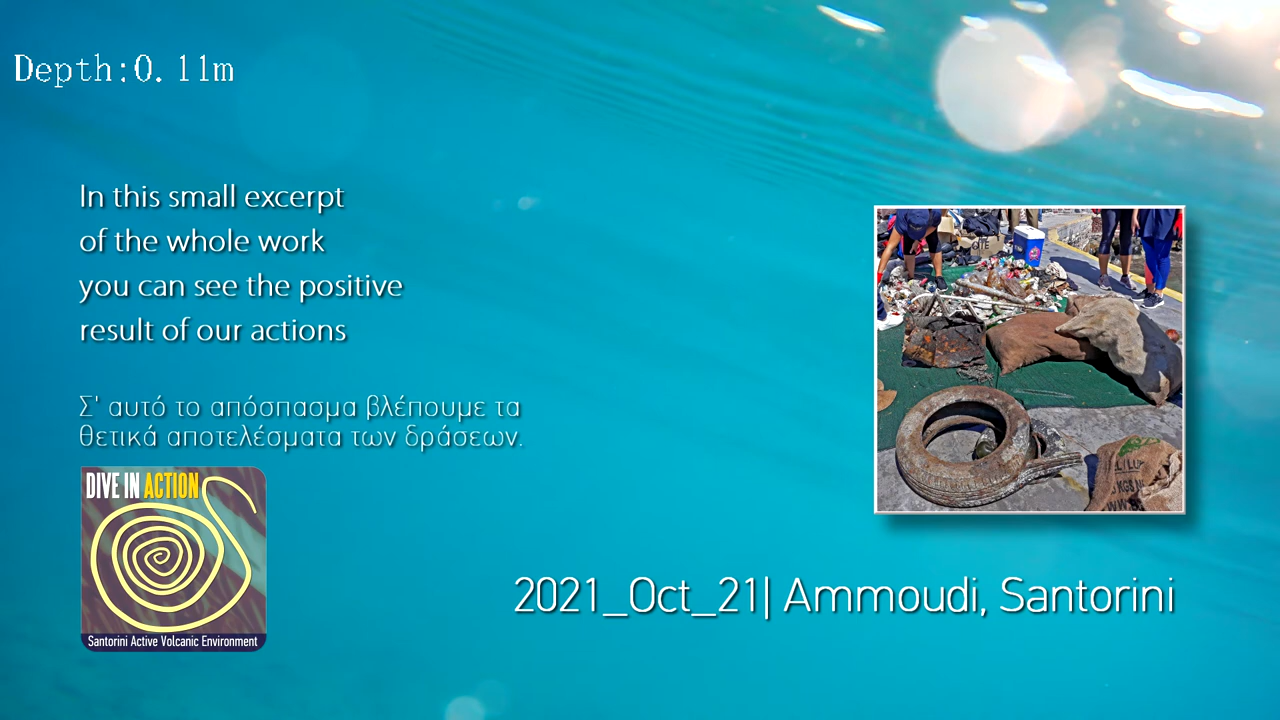 Depth:0.11m
In this small excerpt
of the whole work
you can see the positive
result of our actions
Σ' αυτό το απόσπασμα βλέπουμε τα
θετικά αποτελέσματα των δράσεων.
DIVE IN ACTION
Santorini Active Volcanic Environment
2021_Oct_21| Ammoudi, Santorini